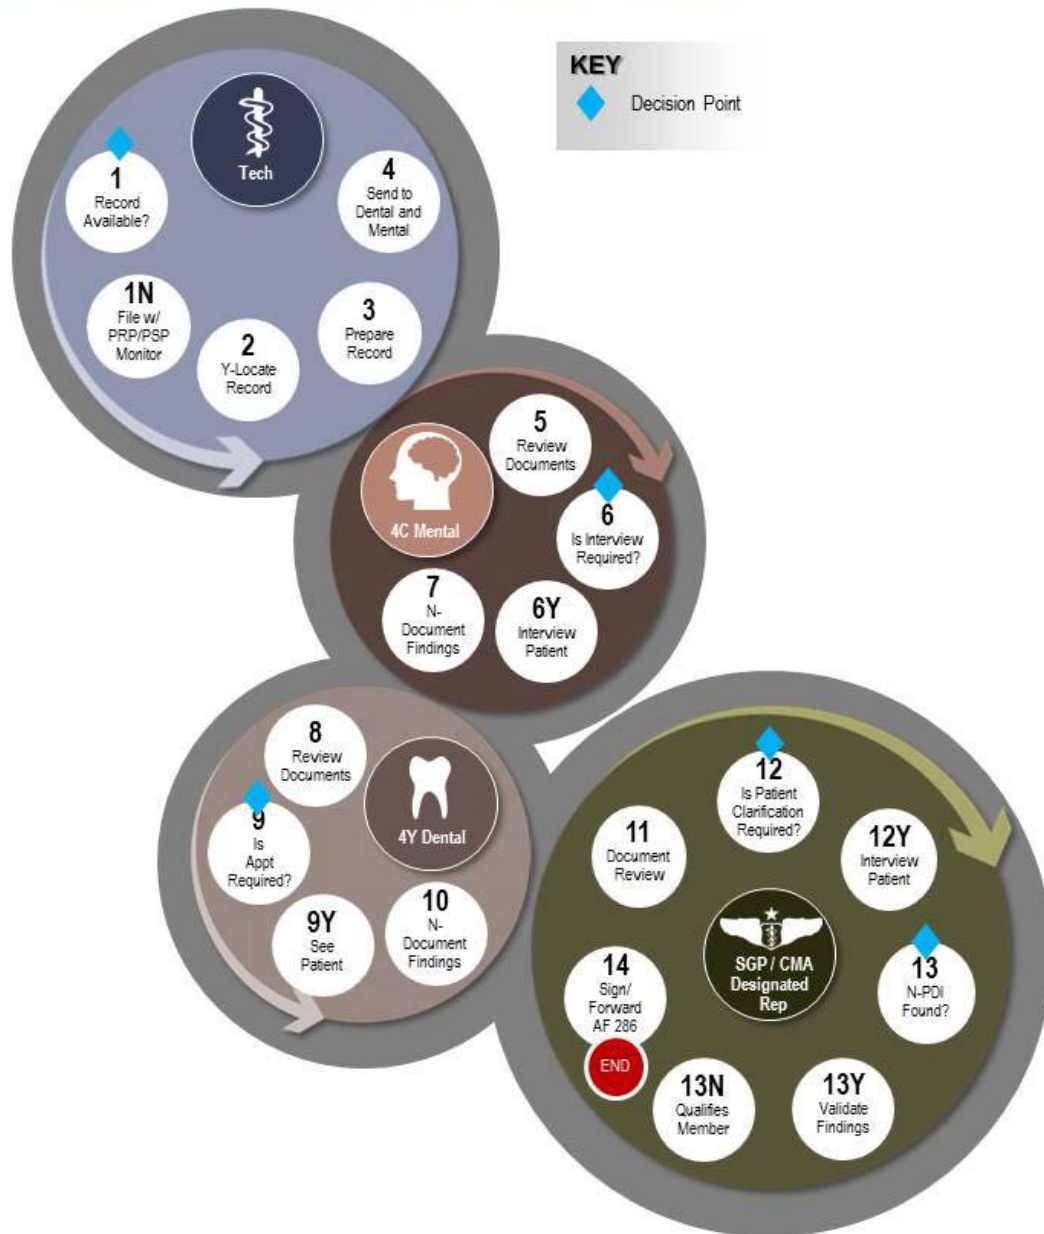 KEY
Decision Point
Tech
1
Record
Available?
1N
File w/
PRP/PSP
Monitor
2
Y-Locate
Record
3
Prepare
Record
4
Send to
Dental and
Mental
4C Mental
5
Review
Documents
6
Is Interview
Required?
6Y
Interview
Patient
7
N-
Document
Findings
4Y Dental
8
Review
Documents
9
Is
Appt
Required?
9Y
See
Patient
10
N-
Document
Findings
SGP / CMA
Designated
Rep
11
Document
Review
12
Is Patient
Clarification
Required?
12Y
Interview
Patient
13
N-PDI
Found?
13Y
Validate
Findings
13N
Qualifies
Member
14
Sign/
Forward
AF 286
END